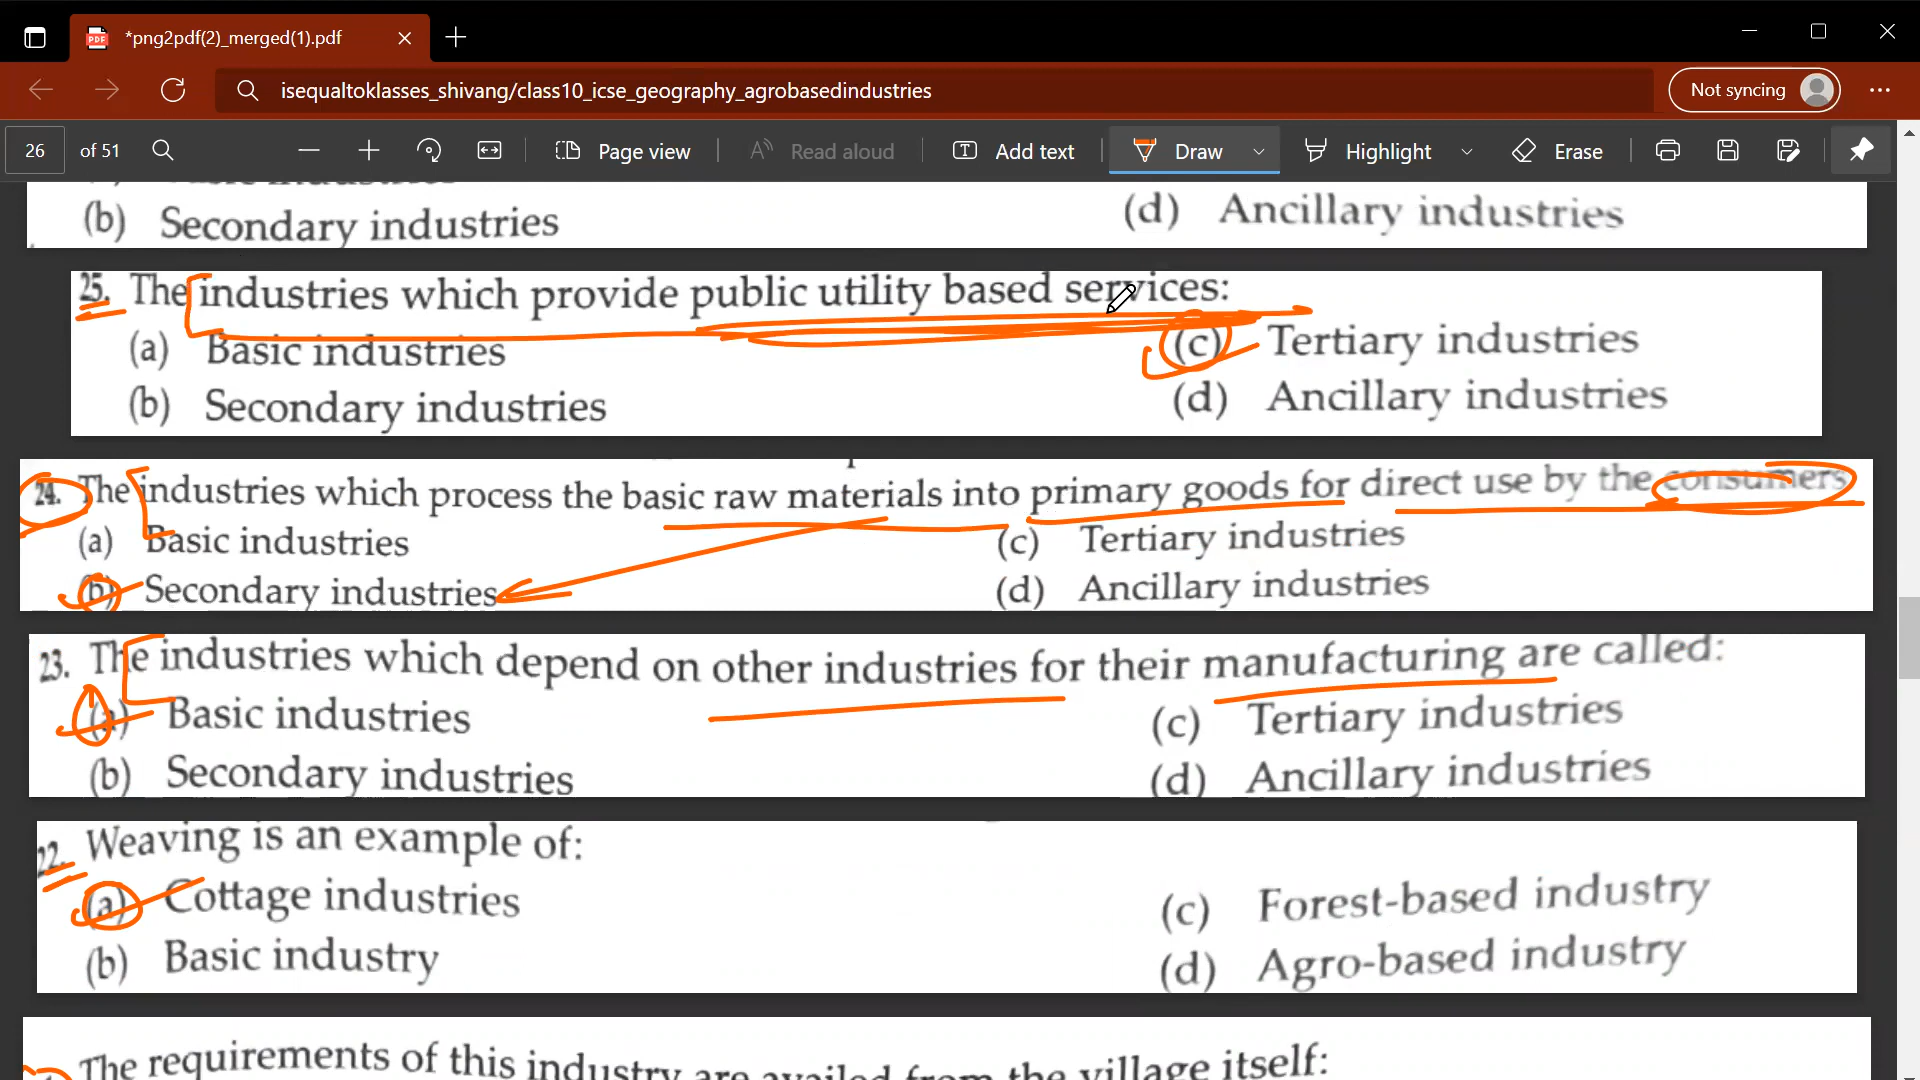 *png2pdf(2)_merged(1).pdf
isequaltoklasses_shivang/class10_icse_geography_agrobasedindustries
Not syncing
26 of 51
Page view
Read aloud
Add text
Draw
Highlight
Erase
(b) Secondary industries
(d) Ancillary industries
25. The industries which provide public utility based services:
(a) Basic industries
(c) Tertiary industries
(b) Secondary industries
(d) Ancillary industries
24. The industries which process the basic raw materials into primary goods for direct use by the consumers
(a) Basic industries
(c) Tertiary industries
(b) Secondary industries
(d) Ancillary industries
23. The industries which depend on other industries for their manufacturing are called:
(a) Basic industries
(c) Tertiary industries
(b) Secondary industries
(d) Ancillary industries
22. Weaving is an example of:
(a) Cottage industries
(c) Forest-based industry
(b) Basic industry
(d) Agro-based industry
The requirements of this industry are availed from the village itself: